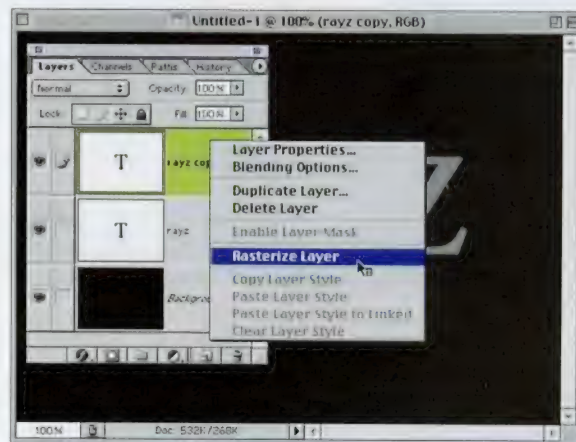 Untitled-1 @ 100% (rayz copy, RGB)
Layers Channels Paths History
Normal Opacity: 100%
Lock: Fill: 100%
T rayz cop
T rayz
Backgrou
Layer Properties...
Blending Options...
Duplicate Layer...
Delete Layer
Enable Layer Mask
Rasterize Layer
Copy Layer Style
Paste Layer Style
Paste Layer Style to Linked
Clear Layer Style
Z
100% Doc: 532K/268K